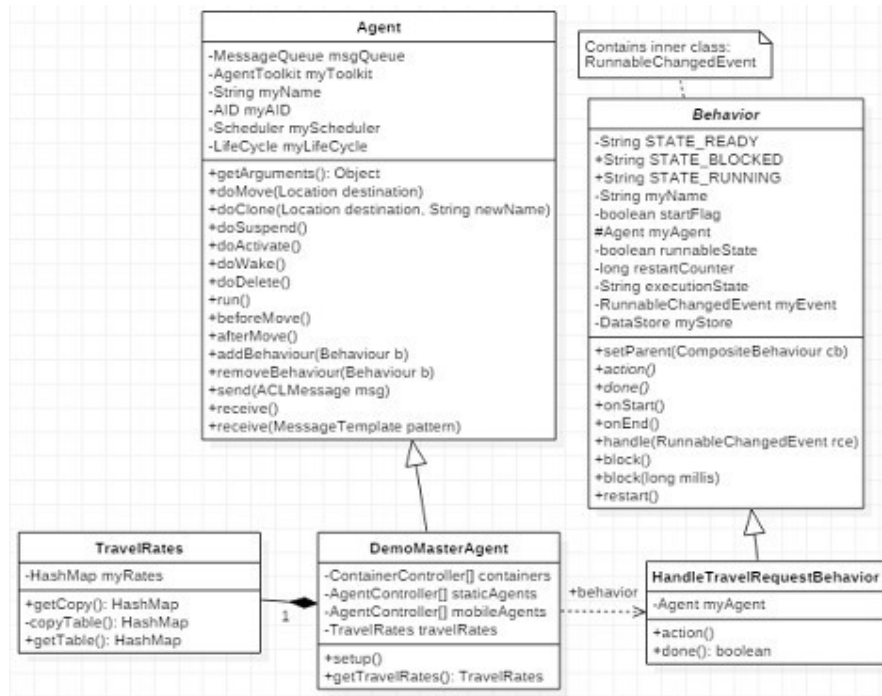 Agent
-MessageQueue msgQueue
-AgentToolkit myToolkit
-String myName
-AID myAID
-Scheduler myScheduler
-LifeCycle myLifeCycle
+getArguments(): Object
+doMove(Location destination)
+doClone(Location destination, String newName)
+doSuspend()
+doActivate()
+doWake()
+doDelete()
+run()
+beforeMove()
+afterMove()
+addBehaviour(Behaviour b)
+removeBehaviour(Behaviour b)
+send(ACLMessage msg)
+receive()
+receive(MessageTemplate pattern)
Contains inner class:
RunnableChangedEvent
Behavior
-String STATE_READY
+String STATE_BLOCKED
+String STATE_RUNNING
-String myName
-boolean startFlag
#Agent myAgent
-boolean runnableState
-long restartCounter
-String executionState
-RunnableChangedEvent myEvent
-DataStore myStore
+setParent(CompositeBehaviour cb)
+action()
+done()
+onStart()
+onEnd()
+handle(RunnableChangedEvent rce)
+block()
+block(long millis)
+restart()
TravelRates
-HashMap myRates
+getCopy(): HashMap
-copyTable(): HashMap
+getTable(): HashMap
1
DemoMasterAgent
-ContainerController[] containers
-AgentController[] staticAgents
-AgentController[] mobileAgents
-TravelRates travelRates
+setup()
+getTravelRates(): TravelRates
+behavior
HandleTravelRequestBehavior
-Agent myAgent
+action()
+done(): boolean